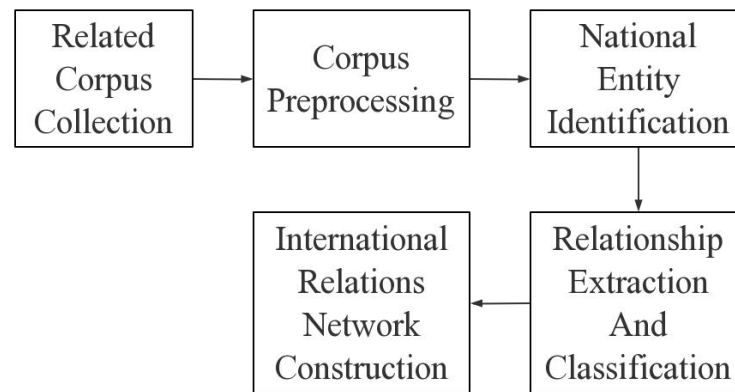 Related
Corpus
Collection
Corpus
Preprocessing
National
Entity
Identification
Relationship
Extraction
And
Classification
International
Relations
Network
Construction